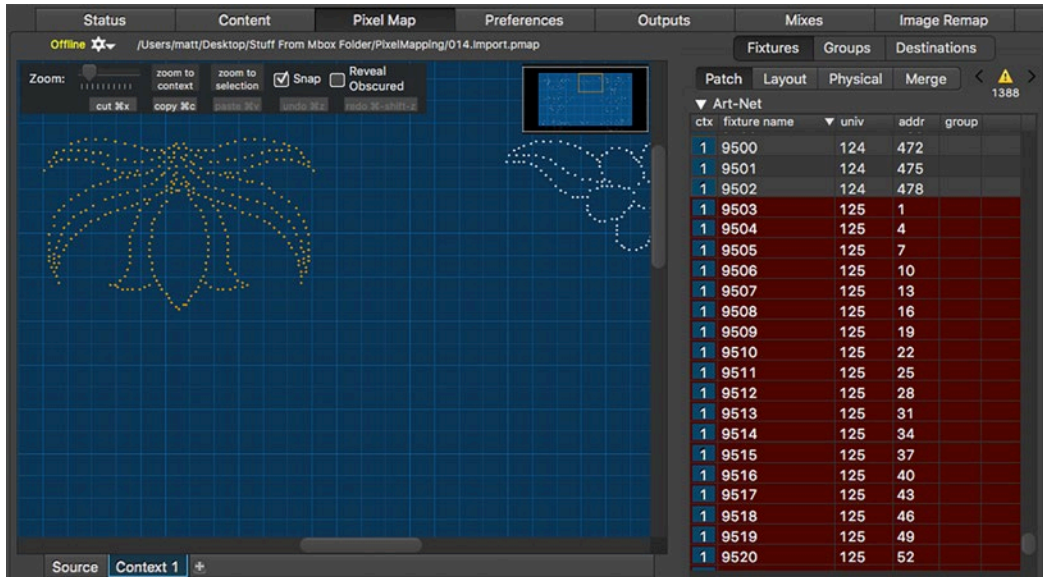 Status Content Pixel Map Preferences Outputs Mixes Image Remap
Offline /Users/matt/Desktop/Stuff From Mbox Folder/PixelMapping/014.Import.pmap
Fixtures Groups Destinations
Zoom: zoom to context zoom to selection Snap Reveal Obscured
cut ⌘x copy ⌘c paste ⌘v undo ⌘z redo ⌘-shift-z
Patch Layout Physical Merge < > 1388
▼ Art-Net
ctx fixture name ▼ univ addr group
1 9500 124 472
1 9501 124 475
1 9502 124 478
1 9503 125 1
1 9504 125 4
1 9505 125 7
1 9506 125 10
1 9507 125 13
1 9508 125 16
1 9509 125 19
1 9510 125 22
1 9511 125 25
1 9512 125 28
1 9513 125 31
1 9514 125 34
1 9515 125 37
1 9516 125 40
1 9517 125 43
1 9518 125 46
1 9519 125 49
1 9520 125 52
Source Context 1 +